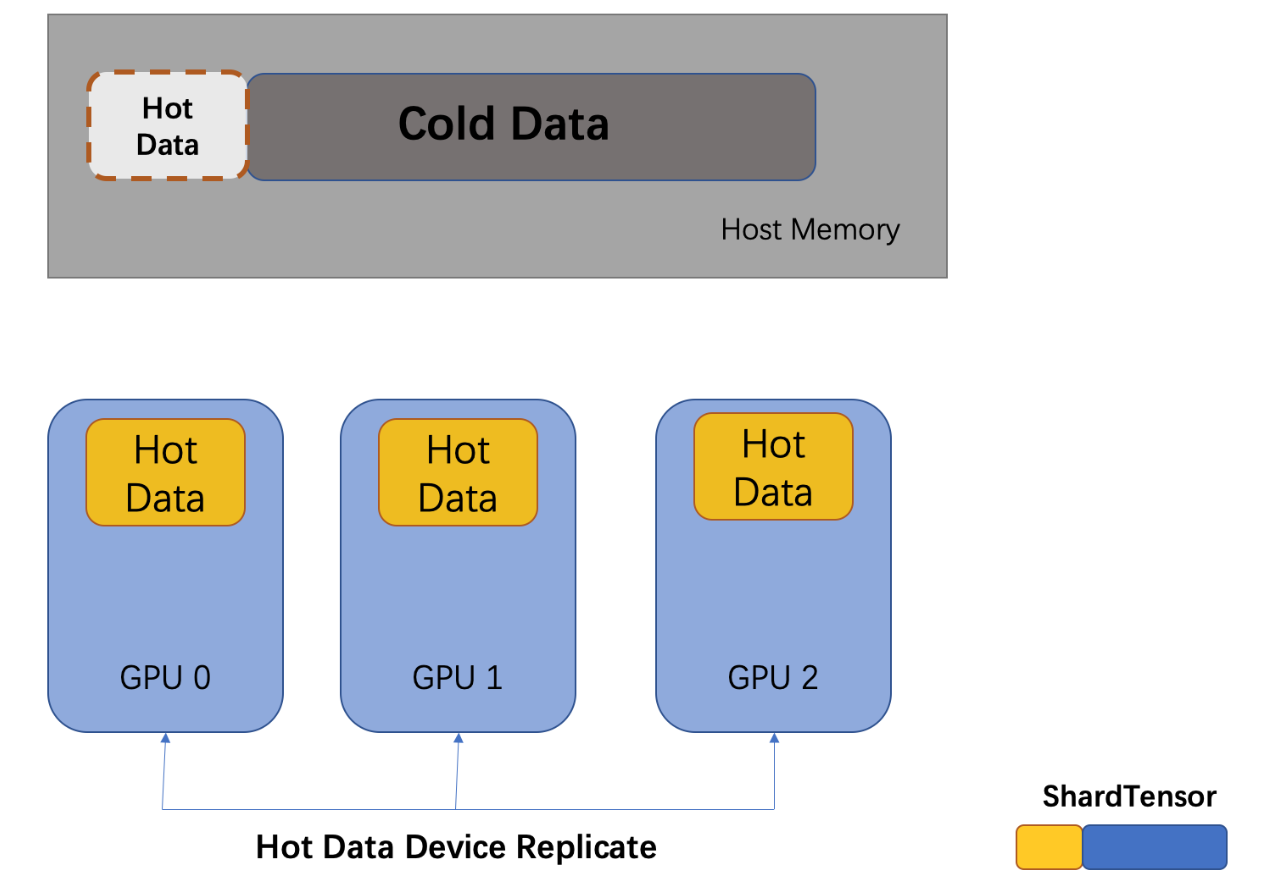 Hot
Data
Cold Data
Host Memory
Hot
Data
Hot
Data
Hot
Data
GPU 0
GPU 1
GPU 2
ShardTensor
Hot Data Device Replicate